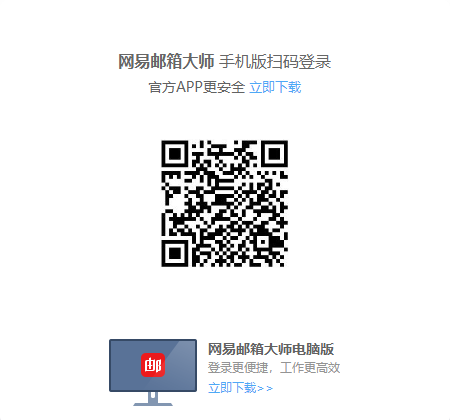 网易邮箱大师 手机版扫码登录
官方APP更安全 立即下载
邮
网易邮箱大师电脑版
登录更便捷，工作更高效
立即下载>>